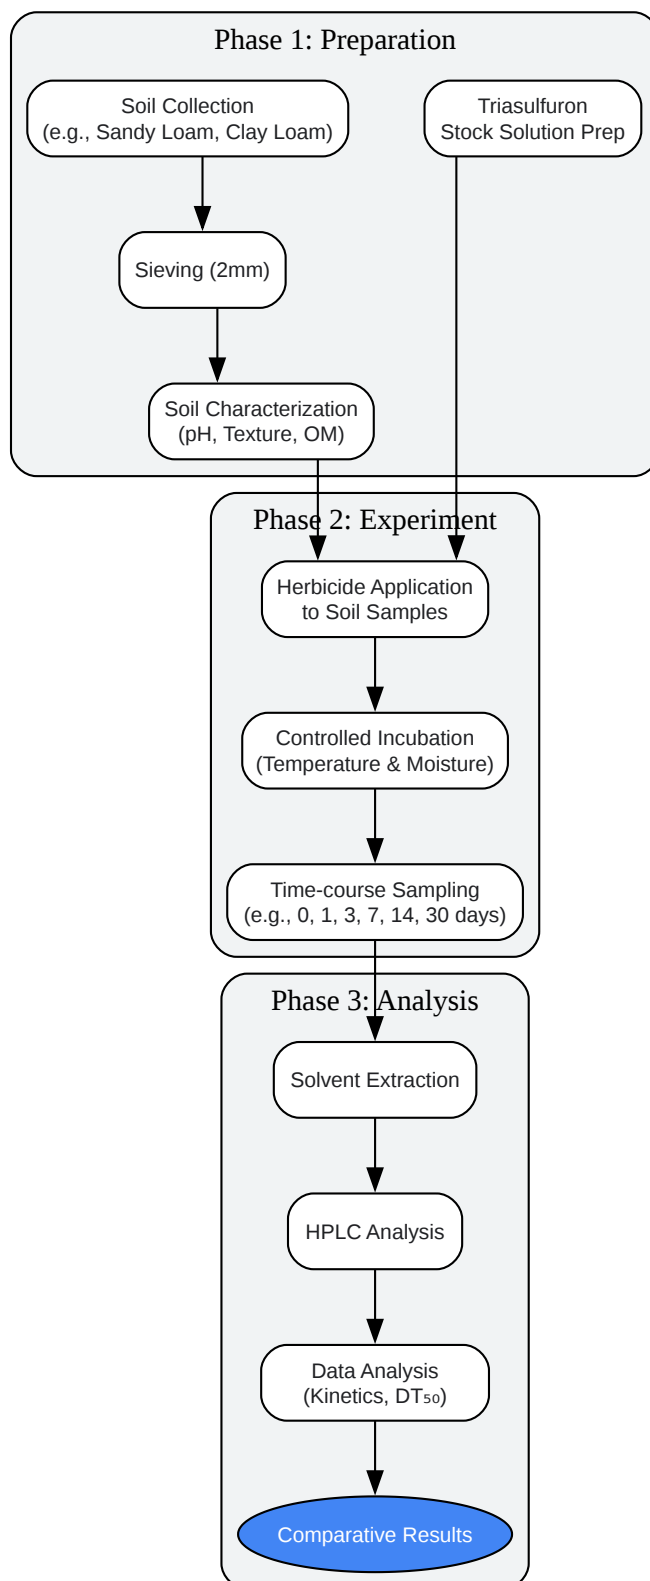 Phase 1: Preparation
Soil Collection
(e.g., Sandy Loam, Clay Loam)
Triasulfuron
Stock Solution Prep
Sieving (2mm)
Soil Characterization
(pH, Texture, OM)
Phase 2: Experiment
Herbicide Application
to Soil Samples
Controlled Incubation
(Temperature & Moisture)
Time-course Sampling
(e.g., 0, 1, 3, 7, 14, 30 days)
Phase 3: Analysis
Solvent Extraction
HPLC Analysis
Data Analysis
(Kinetics, DT₅₀)
Comparative Results